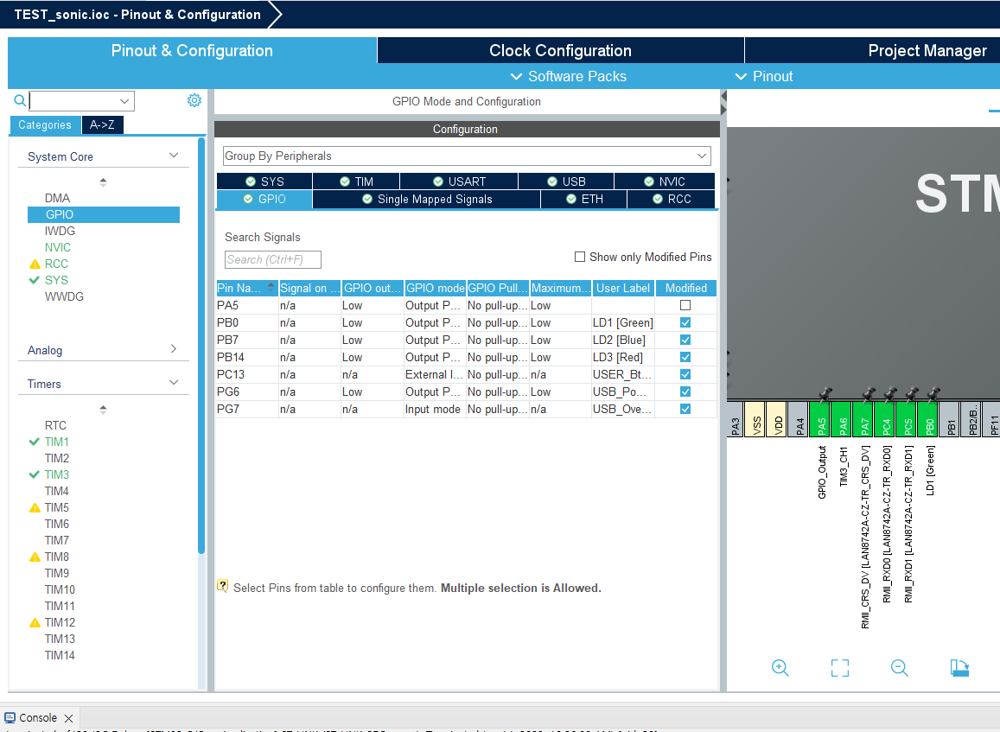 TEST_sonic.ioc - Pinout & Configuration
Pinout & Configuration
Clock Configuration
Project Manager
Software Packs
Pinout
GPIO Mode and Configuration
Configuration
Categories
A->Z
System Core
DMA
GPIO
IWDG
NVIC
RCC
SYS
WWDG
Analog
Timers
RTC
TIM1
TIM2
TIM3
TIM4
TIM5
TIM6
TIM7
TIM8
TIM9
TIM10
TIM11
TIM12
TIM13
TIM14
Group By Peripherals
SYS TIM USART USB NVIC
GPIO Single Mapped Signals ETH RCC
Search Signals
Search (Ctrl+F)
Show only Modified Pins
Pin Na... Signal on ... GPIO out... GPIO mode GPIO Pull... Maximum... User Label Modified
PA5 n/a Low Output P... No pull-up... Low
PB0 n/a Low Output P... No pull-up... Low LD1 [Green]
PB7 n/a Low Output P... No pull-up... Low LD2 [Blue]
PB14 n/a Low Output P... No pull-up... Low LD3 [Red]
PC13 n/a n/a External I... No pull-up... n/a USER_Bt...
PG6 n/a Low Output P... No pull-up... Low USB_Po...
PG7 n/a n/a Input mode No pull-up... n/a USB_Ove...
Select Pins from table to configure them. Multiple selection is Allowed.
STM
PA3
VSS
VDD
PA4
PA5
PA6
PA7
PC4
PC5
PB0
PB1
PB2/B..
PF11
GPIO_Output
TIM3_CH1
RMII_CRS_DV [LAN8742A-CZ-TR_CRS_DV]
RMII_RXD0 [LAN8742A-CZ-TR_RXD0]
RMII_RXD1 [LAN8742A-CZ-TR_RXD1]
LD1 [Green]
Console